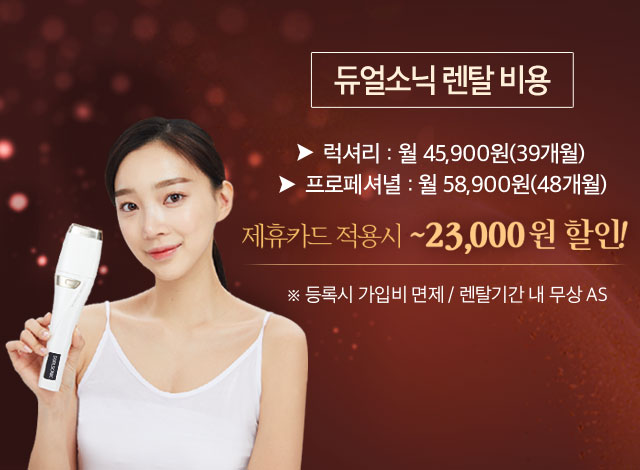 듀얼소닉 렌탈 비용
➤ 럭셔리 : 월 45,900원(39개월)
➤ 프로페셔널 : 월 58,900원(48개월)
제휴카드 적용시 ~23,000원 할인!
※ 등록시 가입비 면제 / 렌탈기간 내 무상 AS
DUALSONIC